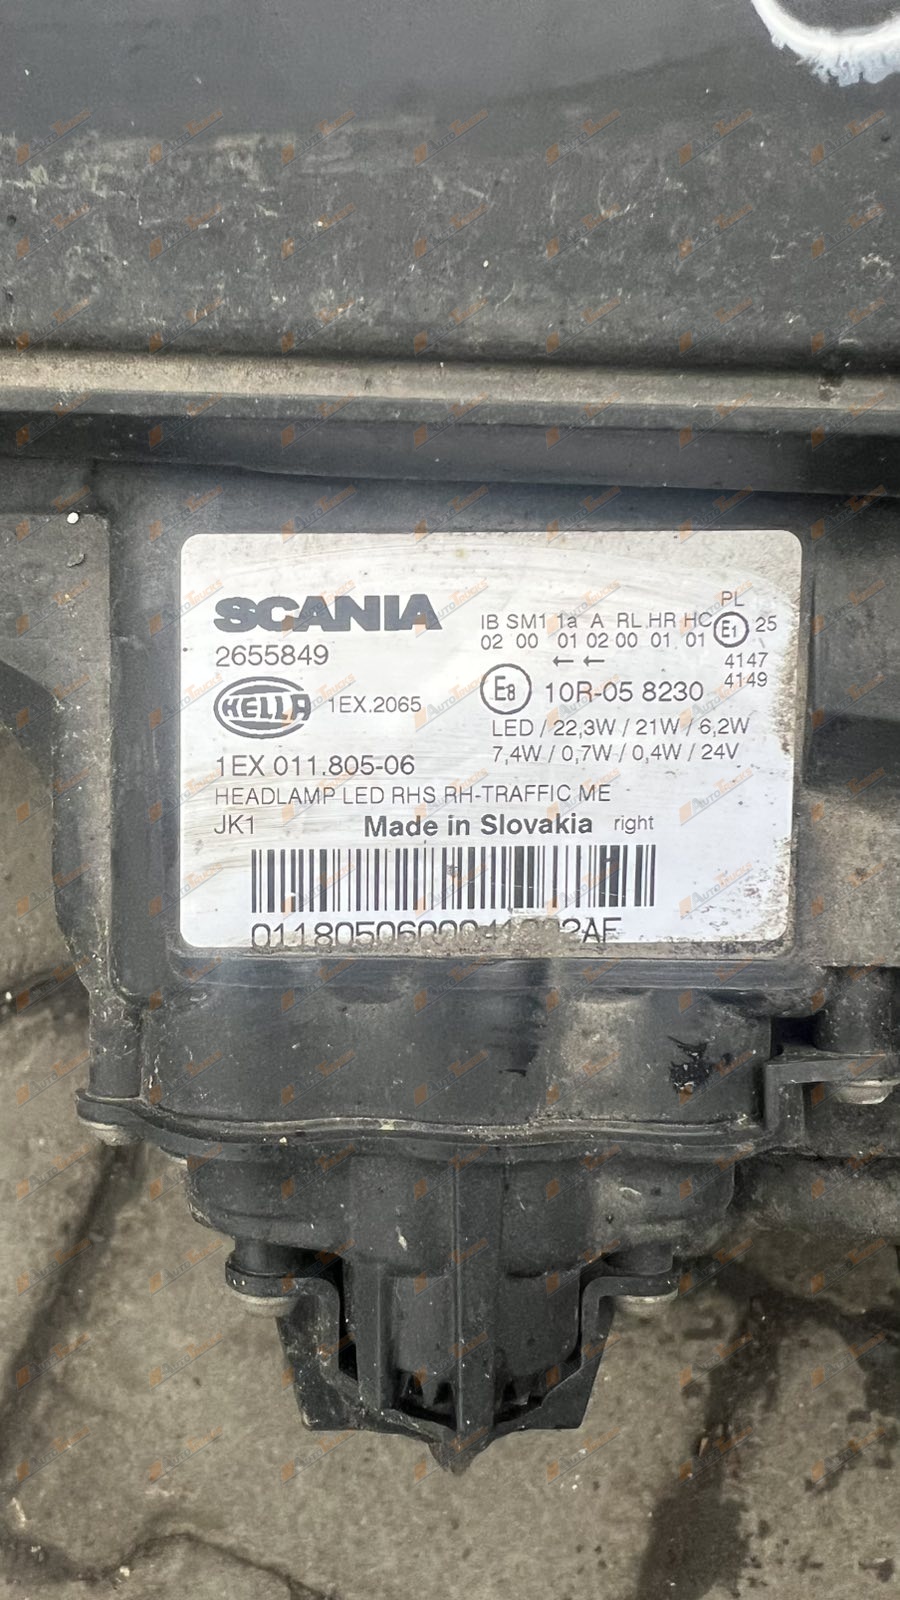 SCANIA
2655849
HELLA 1EX.2065
1EX 011.805-06
HEADLAMP LED RHS RH-TRAFFIC ME
JK1 Made in Slovakia right
IB SM1 1a A RL HR HC PL
02 00 01 02 00 01 01 E1 25
← ← 4147
4149
E8 10R-05 8230
LED / 22,3W / 21W / 6,2W
7,4W / 0,7W / 0,4W / 24V
AUTOTRUCK